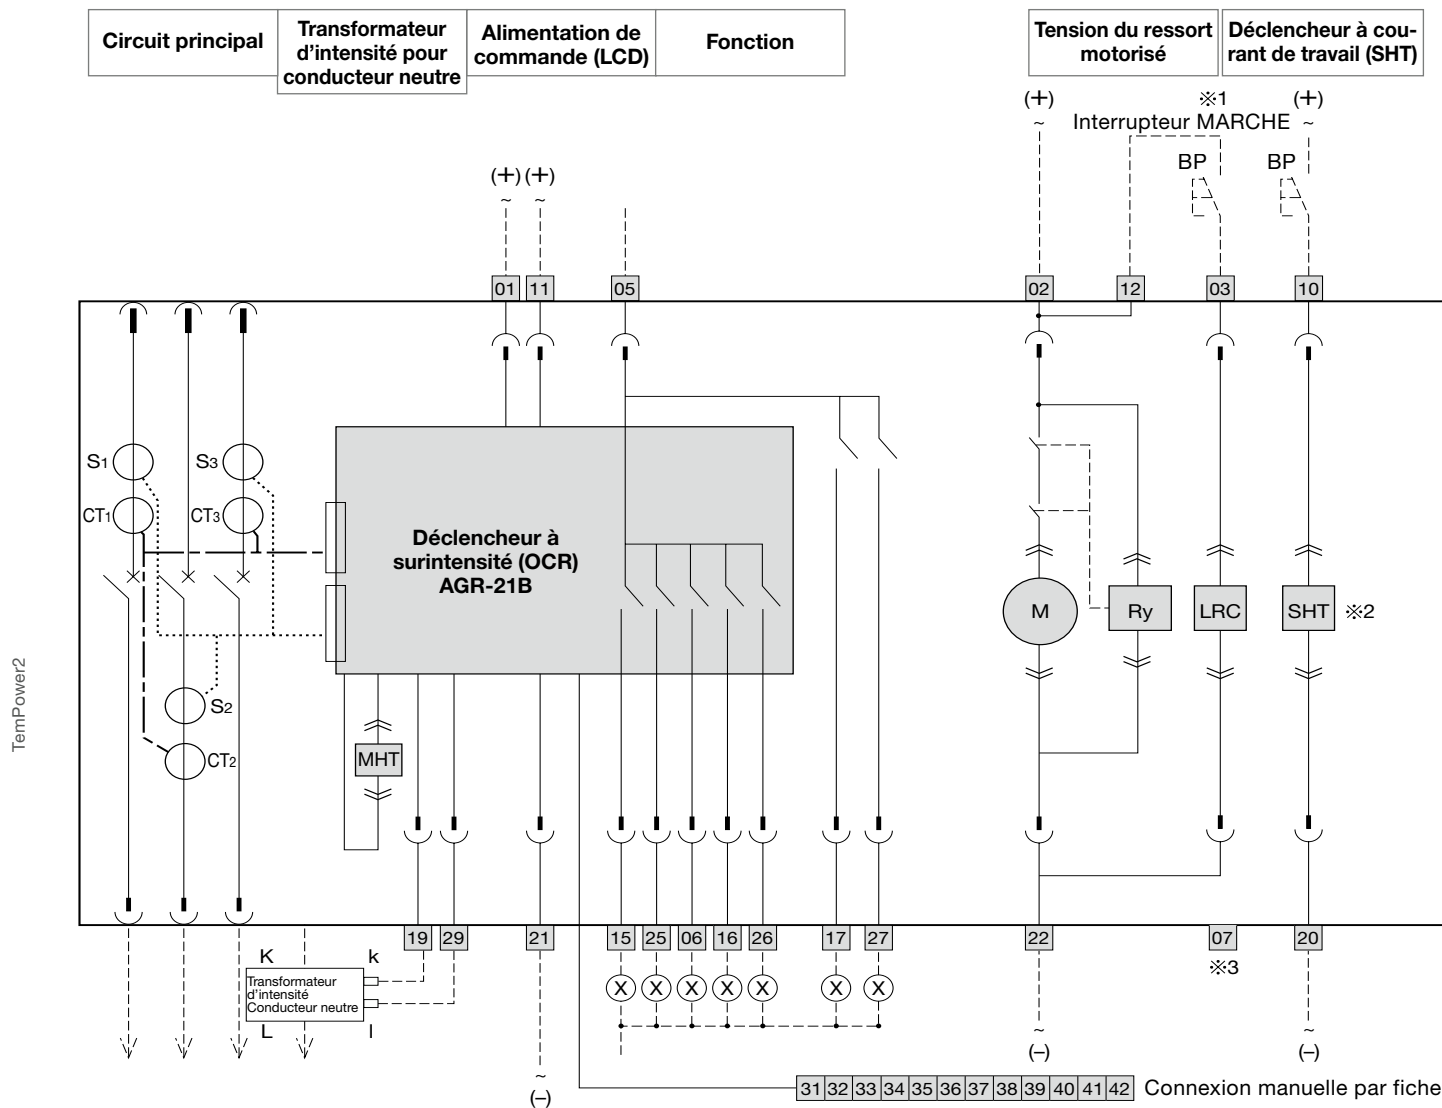 Circuit principal
Transformateur
d’intensité pour
conducteur neutre
Alimentation de
commande (LCD)
Fonction
Tension du ressort
motorisé
Déclencheur à cou-
rant de travail (SHT)
(+)
~
※1
Interrupteur MARCHE
(+)
~
BP
BP
(+) (+)
~ ~
01 11 05 02 12 03 10
S1
S3
CT1
CT3
Déclencheur à
surintensité (OCR)
AGR-21B
M
Ry
LRC
SHT
※2
S2
CT2
MHT
TemPower2
19 29 21 15 25 06 16 26 17 27 22 07 20
※3
K
k
Transformateur
d’intensité
Conducteur neutre
L
l
X X X X X X X
~
(–)
~
(–)
~
(–)
31 32 33 34 35 36 37 38 39 40 41 42 Connexion manuelle par fiche